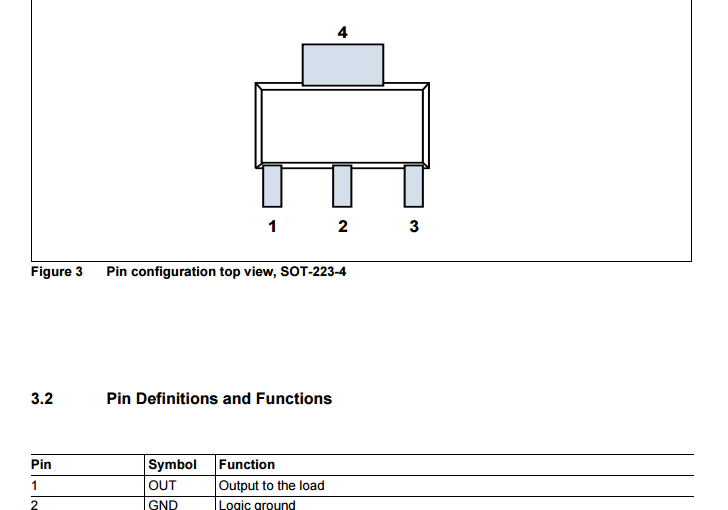 4
1 2 3
Figure 3 Pin configuration top view, SOT-223-4
3.2 Pin Definitions and Functions
Pin Symbol Function
1 OUT Output to the load
2 GND Logic ground